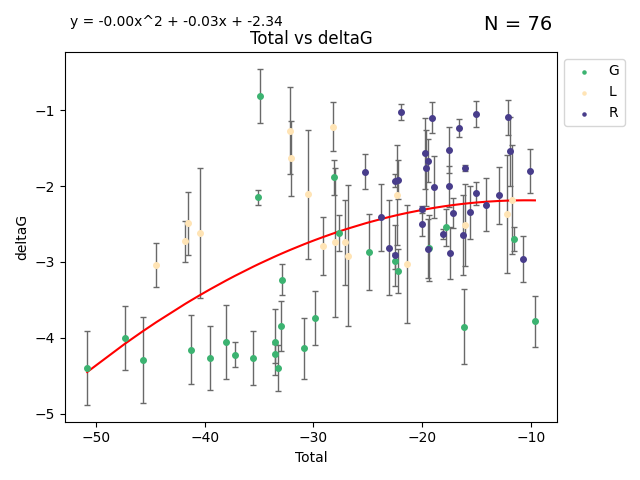 y = -0.00x^2 + -0.03x + -2.34
N = 76
Total vs deltaG
G
L
R
deltaG
−1
−2
−3
−4
−5
−50 −40 −30 −20 −10
Total